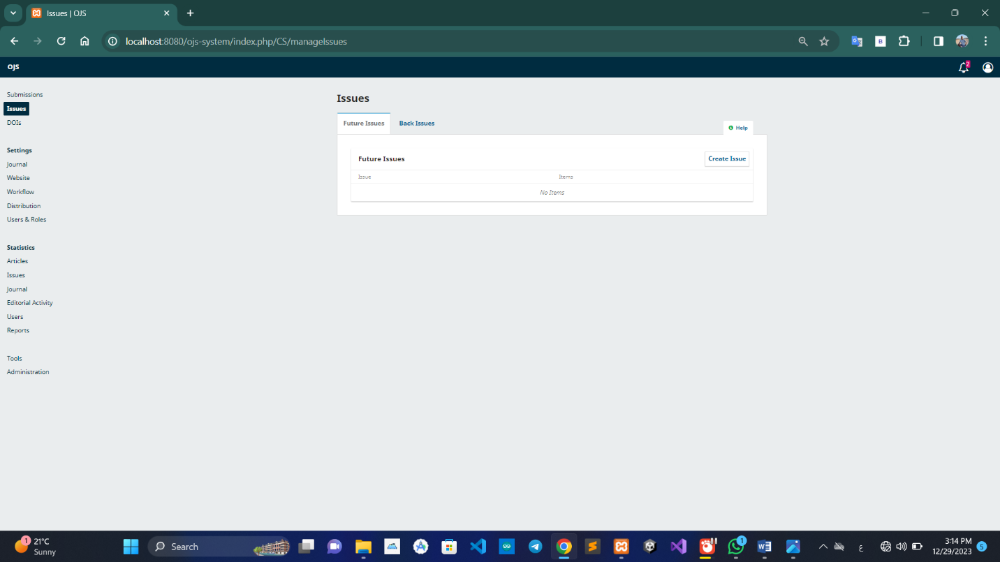 Issues | OJS
localhost:8080/ojs-system/index.php/CS/manageIssues
OJS
2
Submissions
Issues
DOIs
Settings
Journal
Website
Workflow
Distribution
Users & Roles
Statistics
Articles
Issues
Journal
Editorial Activity
Users
Reports
Tools
Administration
Issues
Future Issues
Back Issues
Help
Future Issues
Create Issue
Issue
Items
No Items
1
21°C
Sunny
Search
1
ع
3:14 PM
12/29/2023
5